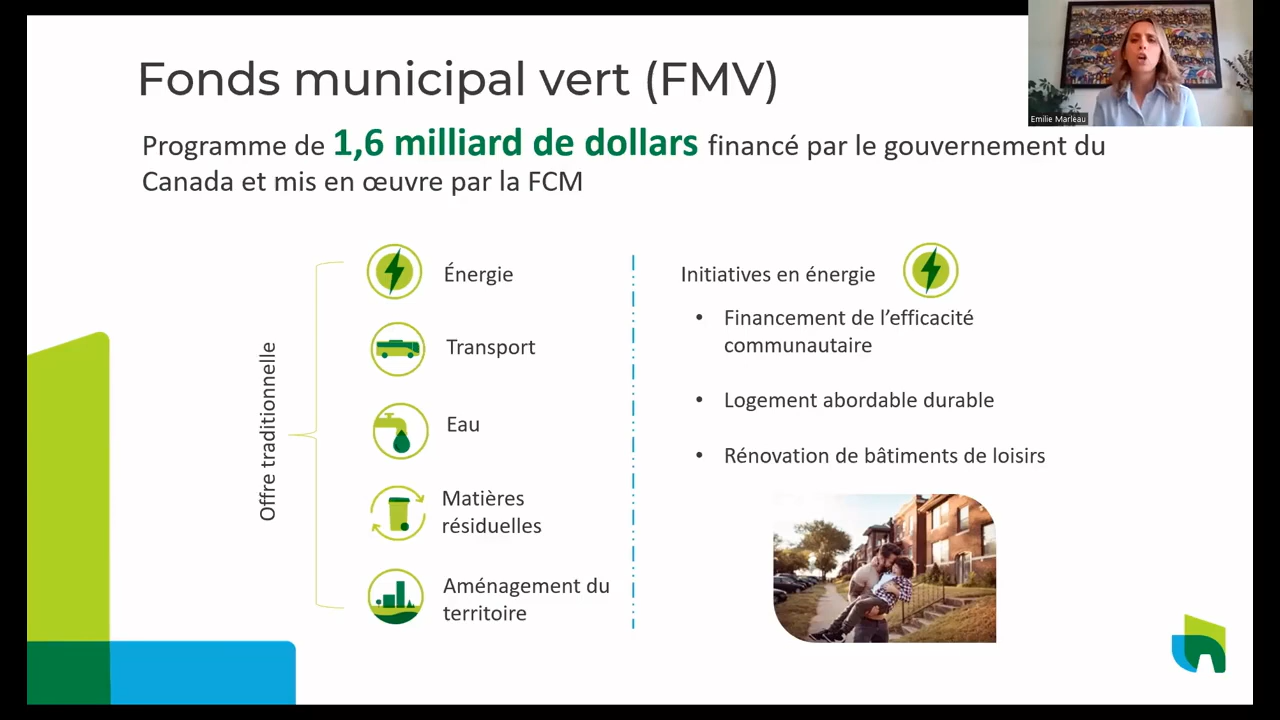 Fonds municipal vert (FMV)
Programme de 1,6 milliard de dollars financé par le gouvernement du
Canada et mis en œuvre par la FCM
Emilie Marleau
Offre traditionnelle
Énergie
Transport
Eau
Matières
résiduelles
Aménagement du
territoire
Initiatives en énergie
• Financement de l’efficacité
communautaire
• Logement abordable durable
• Rénovation de bâtiments de loisirs